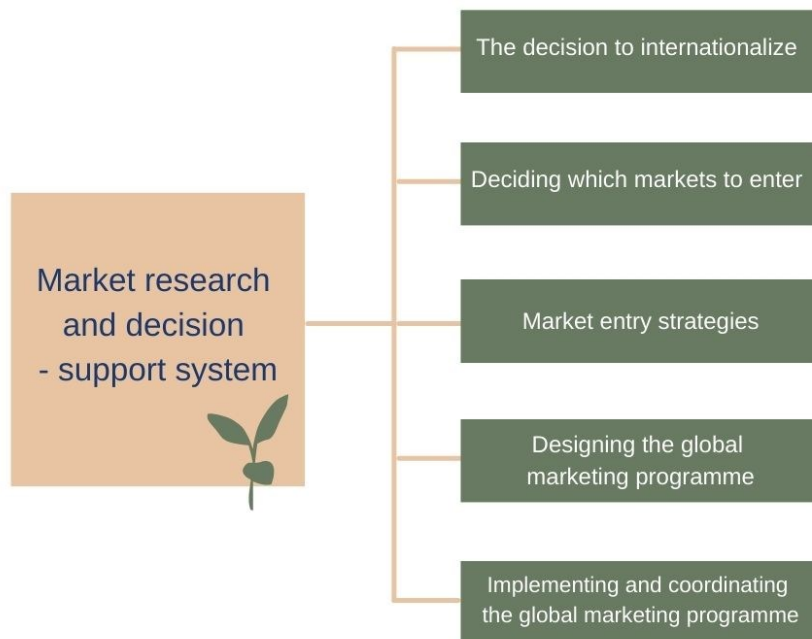 Market research
and decision
- support system
The decision to internationalize
Deciding which markets to enter
Market entry strategies
Designing the global
marketing programme
Implementing and coordinating
the global marketing programme